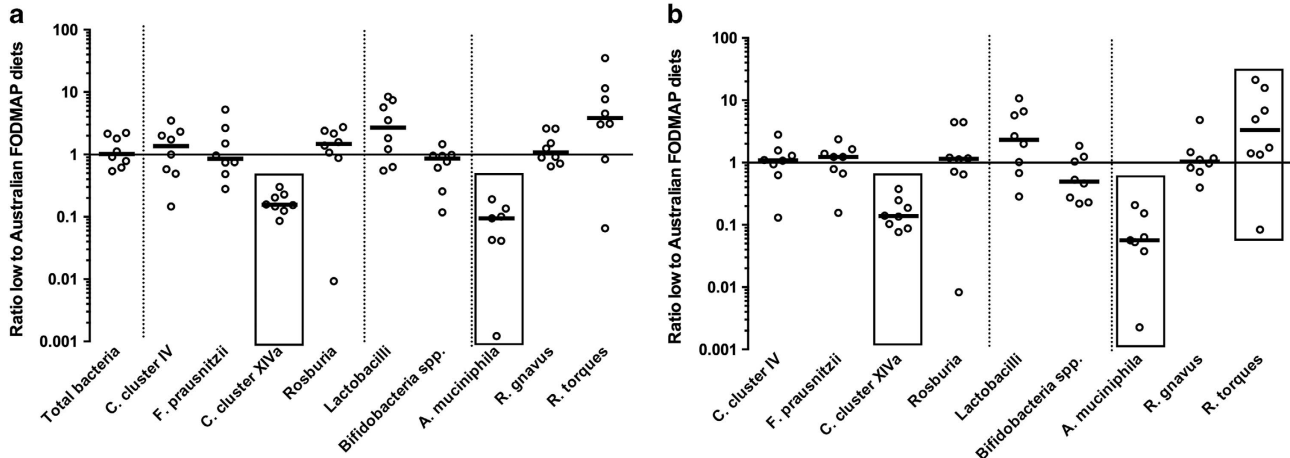 a
Ratio low to Australian FODMAP diets
100
10
1
0.1
0.01
0.001
Total bacteria
C. cluster IV
F. prausnitzii
C. cluster XIVa
Rosburia
Lactobacilli
Bifidobacteria spp.
A. muciniphila
R. gnavus
R. torques
b
Ratio low to Australian FODMAP diets
100
10
1
0.1
0.01
0.001
C. cluster IV
F. prausnitzii
C. cluster XIVa
Rosburia
Lactobacilli
Bifidobacteria spp.
A. muciniphila
R. gnavus
R. torques